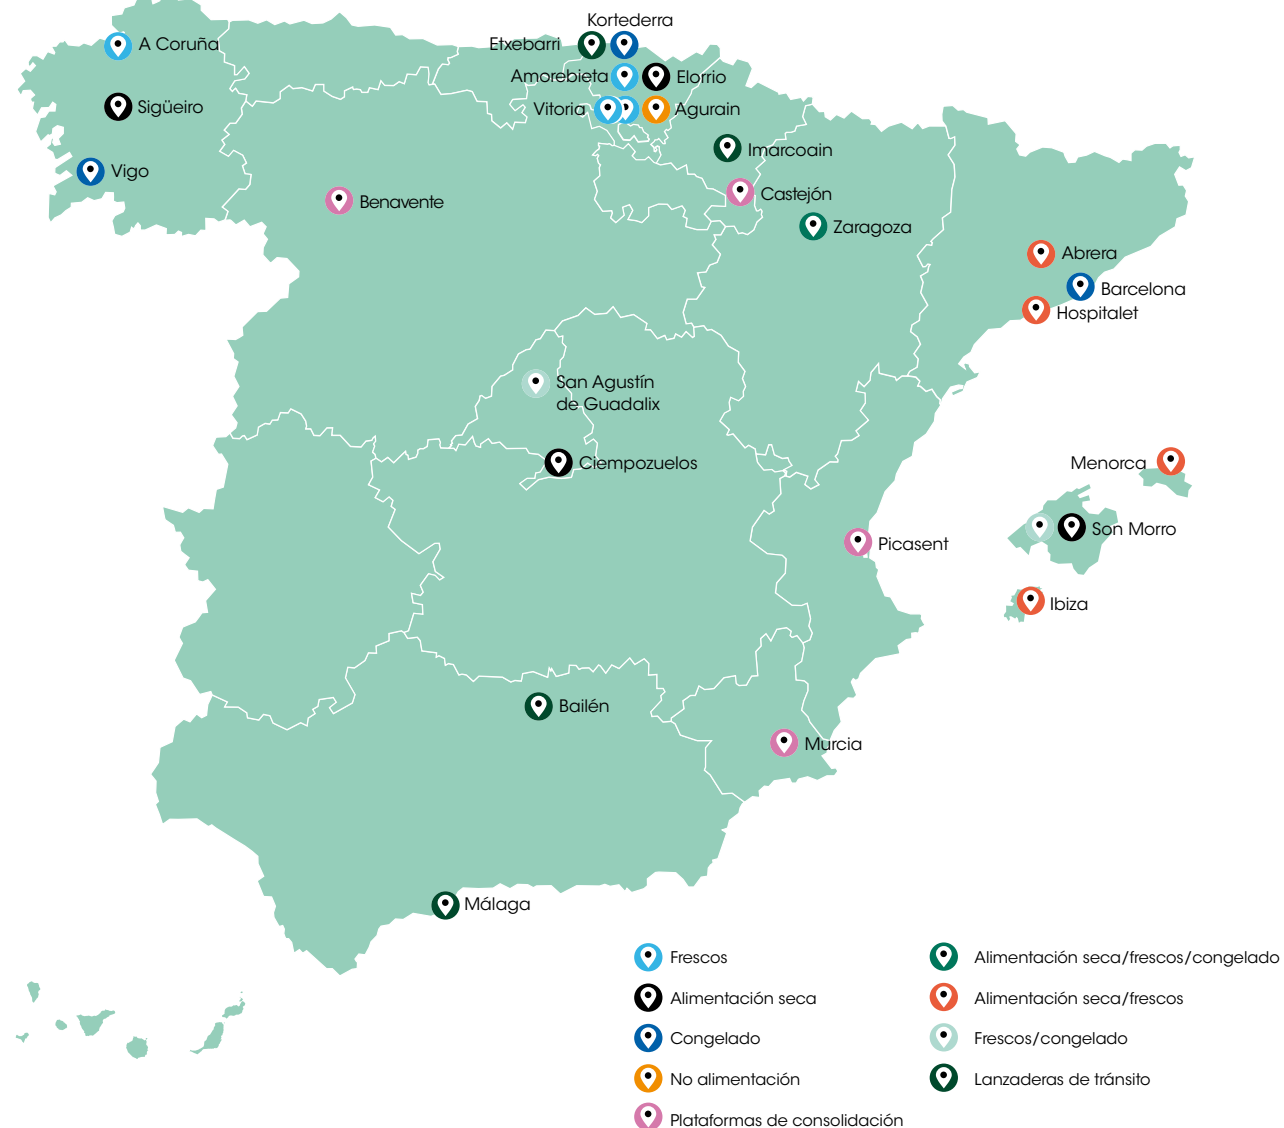 Kortederra
A Coruña
Etxebarri
Amorebieta
Elorrio
Sigüeiro
Vitoria
Agurain
Imarcoain
Vigo
Castejón
Benavente
Zaragoza
Abrera
Barcelona
Hospitalet
San Agustín
de Guadalix
Ciempozuelos
Menorca
Son Morro
Picasent
Ibiza
Bailén
Murcia
Málaga
Frescos
Alimentación seca
Congelado
No alimentación
Plataformas de consolidación
Alimentación seca/frescos/congelado
Alimentación seca/frescos
Frescos/congelado
Lanzaderas de tránsito